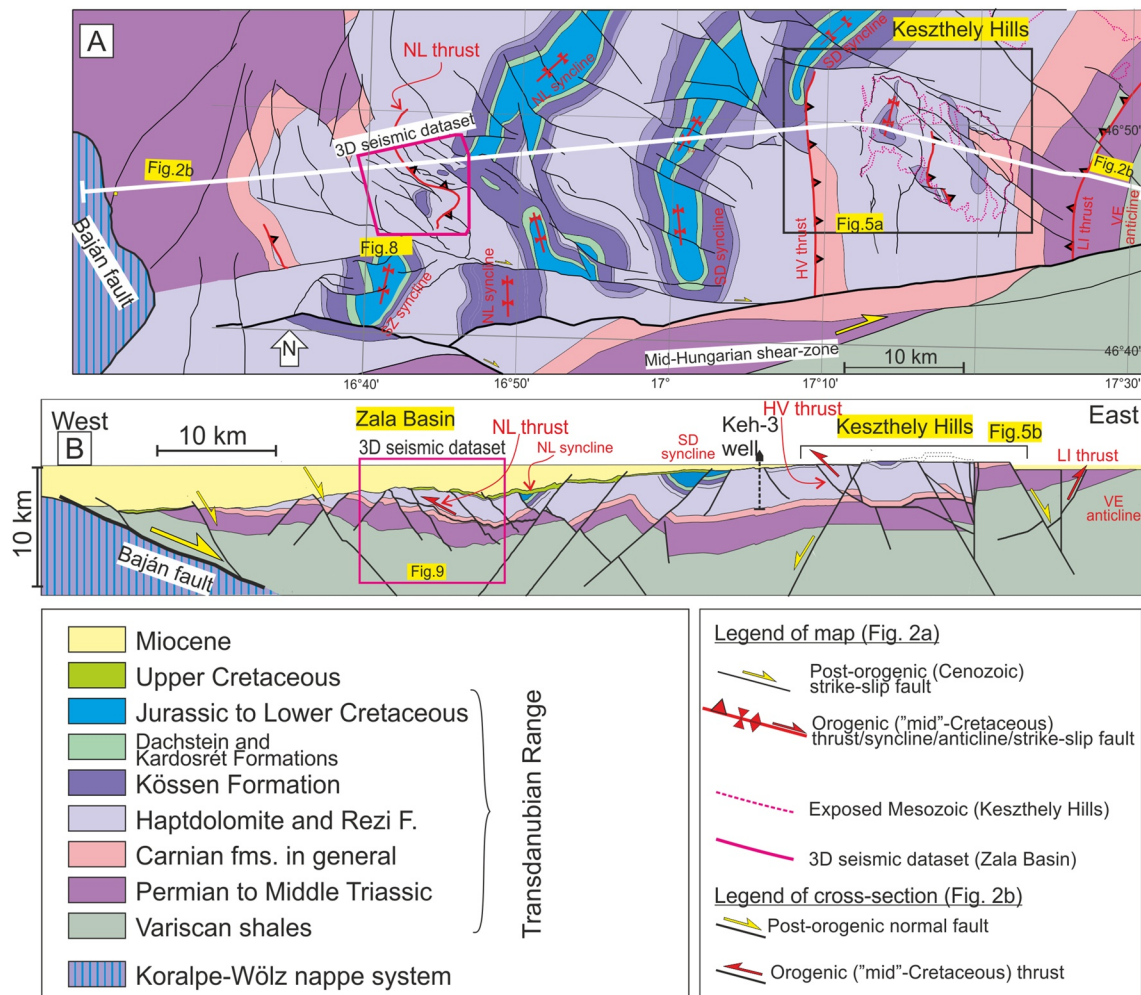 A
NL thrust
3D seismic dataset
Fig.2b
Fig.8
Baján fault
NL syncline
SD syncline
Keszthely Hills
46°50'
Fig.2b
Fig.5a
HV thrust
LI thrust
VE
anticline
SD syncline
SZ syncline
NL syncline
N
Mid-Hungarian shear-zone
10 km
46°40'
16°40'
16°50'
17°
17°10'
17°30'
West
East
B
10 km
Zala Basin
3D seismic dataset
NL thrust
NL syncline
SD
syncline
Keh-3
well
HV thrust
Keszthely Hills
Fig.5b
LI thrust
VE
anticline
10 km
Baján fault
Fig.9
Miocene
Upper Cretaceous
Jurassic to Lower Cretaceous
Dachstein and
Kardosrét Formations
Kössen Formation
Haptdolomite and Rezi F.
Carnian fms. in general
Permian to Middle Triassic
Variscan shales
Koralpe-Wölz nappe system
Transdanubian Range
Legend of map (Fig. 2a)
Post-orogenic (Cenozoic)
strike-slip fault
Orogenic (”mid”-Cretaceous)
thrust/syncline/anticline/strike-slip fault
Exposed Mesozoic (Keszthely Hills)
3D seismic dataset (Zala Basin)
Legend of cross-section (Fig. 2b)
Post-orogenic normal fault
Orogenic (”mid”-Cretaceous) thrust